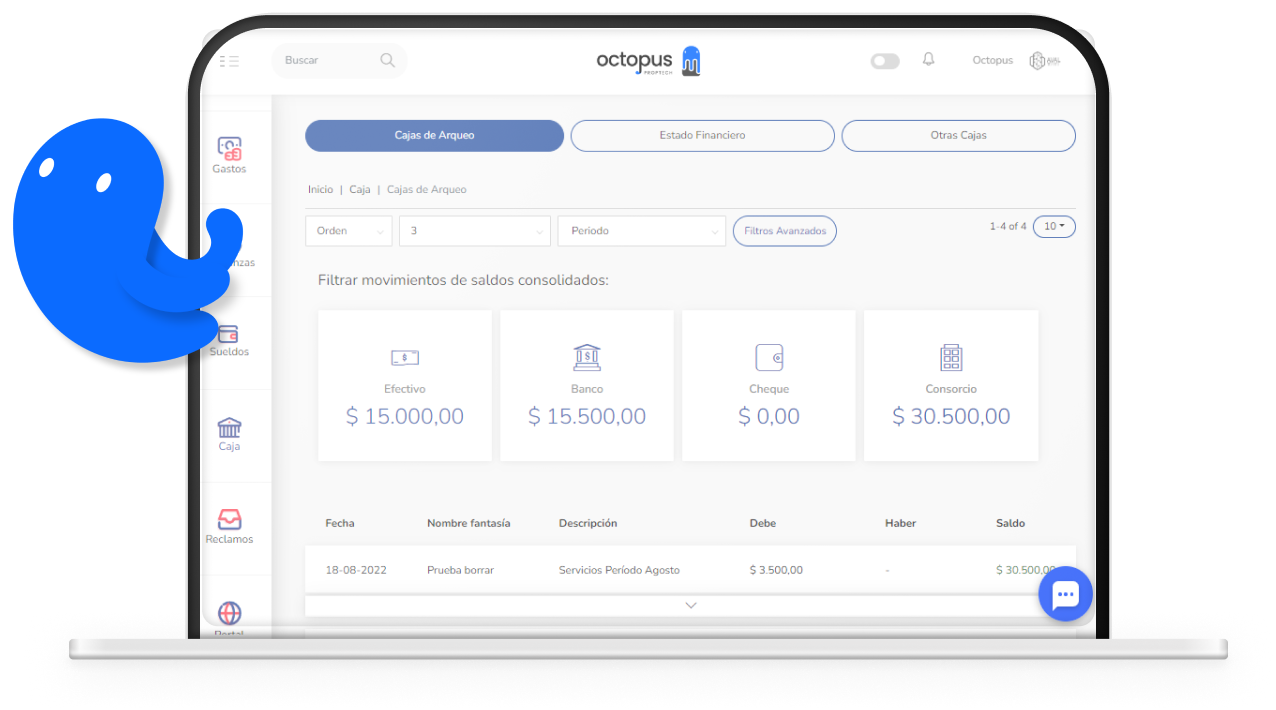 Buscar
octopus
PROPTECH
Octopus
Cajas de Arqueo
Estado Financiero
Otras Cajas
Inicio | Caja | Cajas de Arqueo
Orden
3
Periodo
Filtros Avanzados
1-4 of 4
10
Gastos
nzas
Sueldos
Caja
Reclamos
Portal
Filtrar movimientos de saldos consolidados:
Efectivo
$ 15.000,00
Banco
$ 15.500,00
Cheque
$ 0,00
Consorcio
$ 30.500,00
Fecha Nombre fantasía Descripción Debe Haber Saldo
18-08-2022 Prueba borrar Servicios Período Agosto $ 3.500,00 - $ 30.500,00